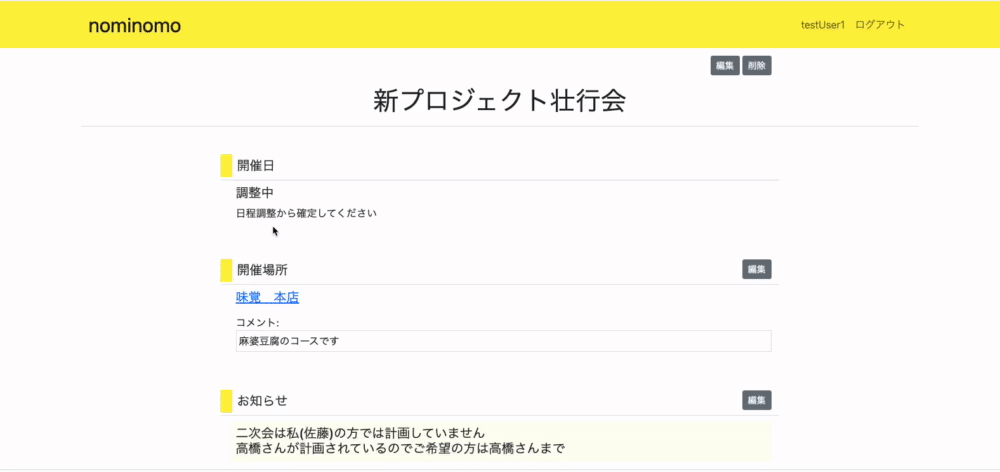 nominomo
testUser1 ログアウト
編集 削除
新プロジェクト壮行会
開催日
調整中
日程調整から確定してください
開催場所
編集
味覚　本店
コメント:
麻婆豆腐のコースです
お知らせ
編集
二次会は私(佐藤)の方では計画していません
高橋さんが計画されているのでご希望の方は高橋さんまで